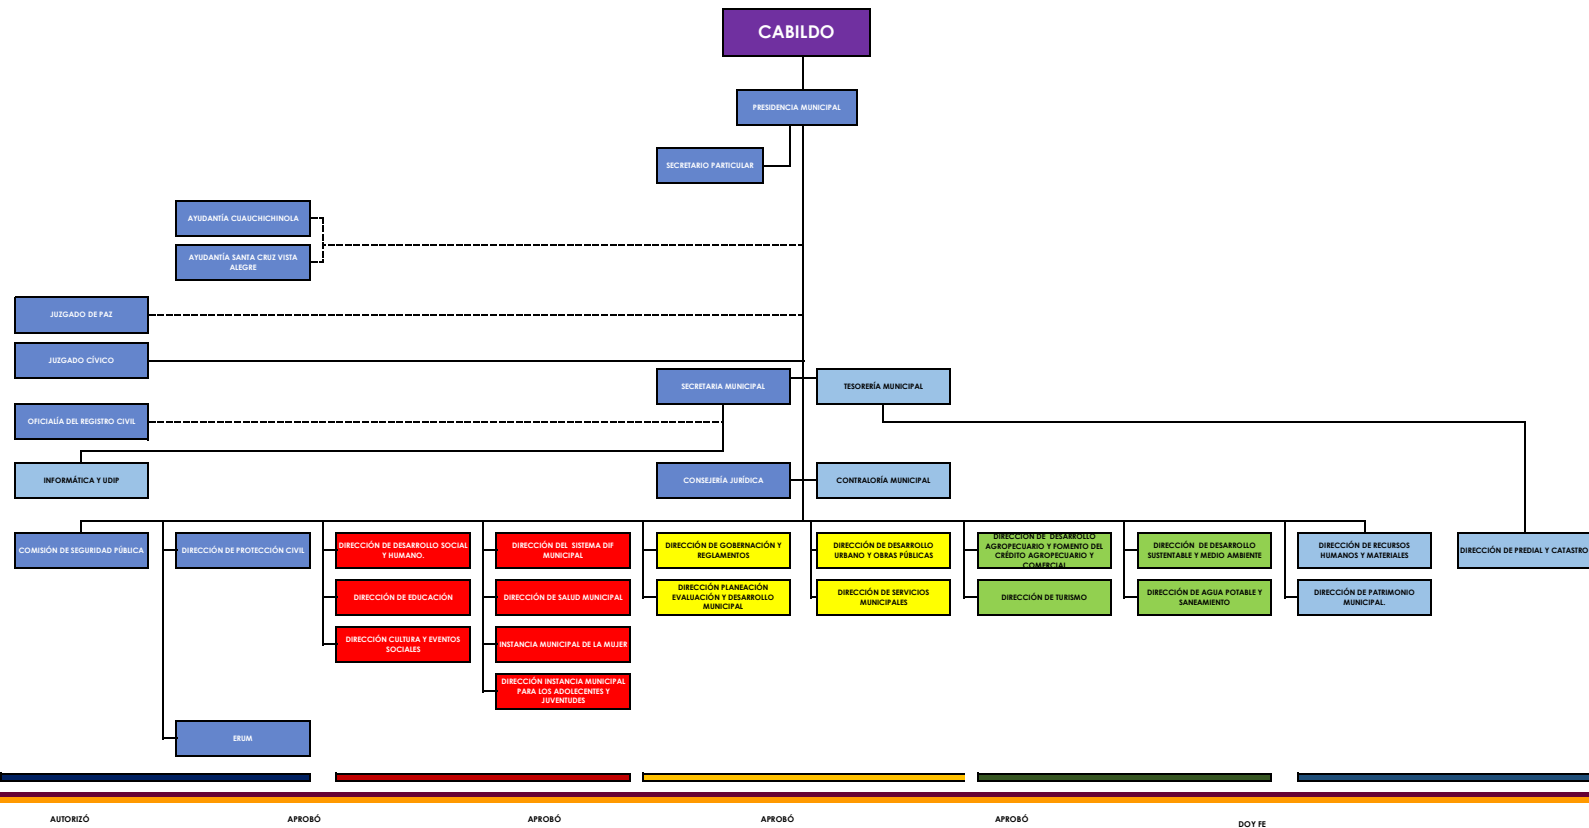 CABILDO
PRESIDENCIA MUNICIPAL
SECRETARIO PARTICULAR
AYUDANTÍA CUAUCHICHINOLA
AYUDANTÍA SANTA CRUZ VISTA
ALEGRE
JUZGADO DE PAZ
JUZGADO CÍVICO
SECRETARIA MUNICIPAL
TESORERÍA MUNICIPAL
OFICIALÍA DEL REGISTRO CIVIL
INFORMÁTICA Y UDIP
CONSEJERÍA JURÍDICA
CONTRALORÍA MUNICIPAL
COMISIÓN DE SEGURIDAD PÚBLICA
DIRECCIÓN DE PROTECCIÓN CIVIL
DIRECCIÓN DE DESARROLLO SOCIAL
Y HUMANO.
DIRECCIÓN DEL SISTEMA DIF
MUNICIPAL
DIRECCIÓN DE GOBERNACIÓN Y
REGLAMENTOS
DIRECCIÓN DE DESARROLLO
URBANO Y OBRAS PÚBLICAS
DIRECCIÓN DE DESARROLLO
AGROPECUARIO Y FOMENTO DEL
CRÉDITO AGROPECUARIO Y
COMERCIAL
DIRECCIÓN DE DESARROLLO
SUSTENTABLE Y MEDIO AMBIENTE
DIRECCIÓN DE RECURSOS
HUMANOS Y MATERIALES
DIRECCIÓN DE PREDIAL Y CATASTRO
DIRECCIÓN DE EDUCACIÓN
DIRECCIÓN DE SALUD MUNICIPAL
DIRECCIÓN PLANEACIÓN
EVALUACIÓN Y DESARROLLO
MUNICIPAL
DIRECCIÓN DE SERVICIOS
MUNICIPALES
DIRECCIÓN DE TURISMO
DIRECCIÓN DE AGUA POTABLE Y
SANEAMIENTO
DIRECCIÓN DE PATRIMONIO
MUNICIPAL.
DIRECCIÓN CULTURA Y EVENTOS
SOCIALES
INSTANCIA MUNICIPAL DE LA MUJER
DIRECCIÓN INSTANCIA MUNICIPAL
PARA LOS ADOLECENTES Y
JUVENTUDES
ERUM
AUTORIZÓ
APROBÓ
APROBÓ
APROBÓ
APROBÓ
DOY FE